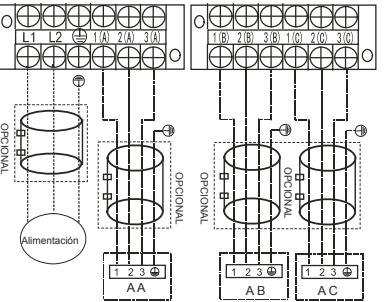 L1 L2 1(A) 2(A) 3(A)
1(B) 2(B) 3(B) 1(C) 2(C) 3(C)
OPCIONAL
OPCIONAL
OPCIONAL
OPCIONAL
Alimentación
1 2 3
AA
1 2 3
AB
1 2 3
AC